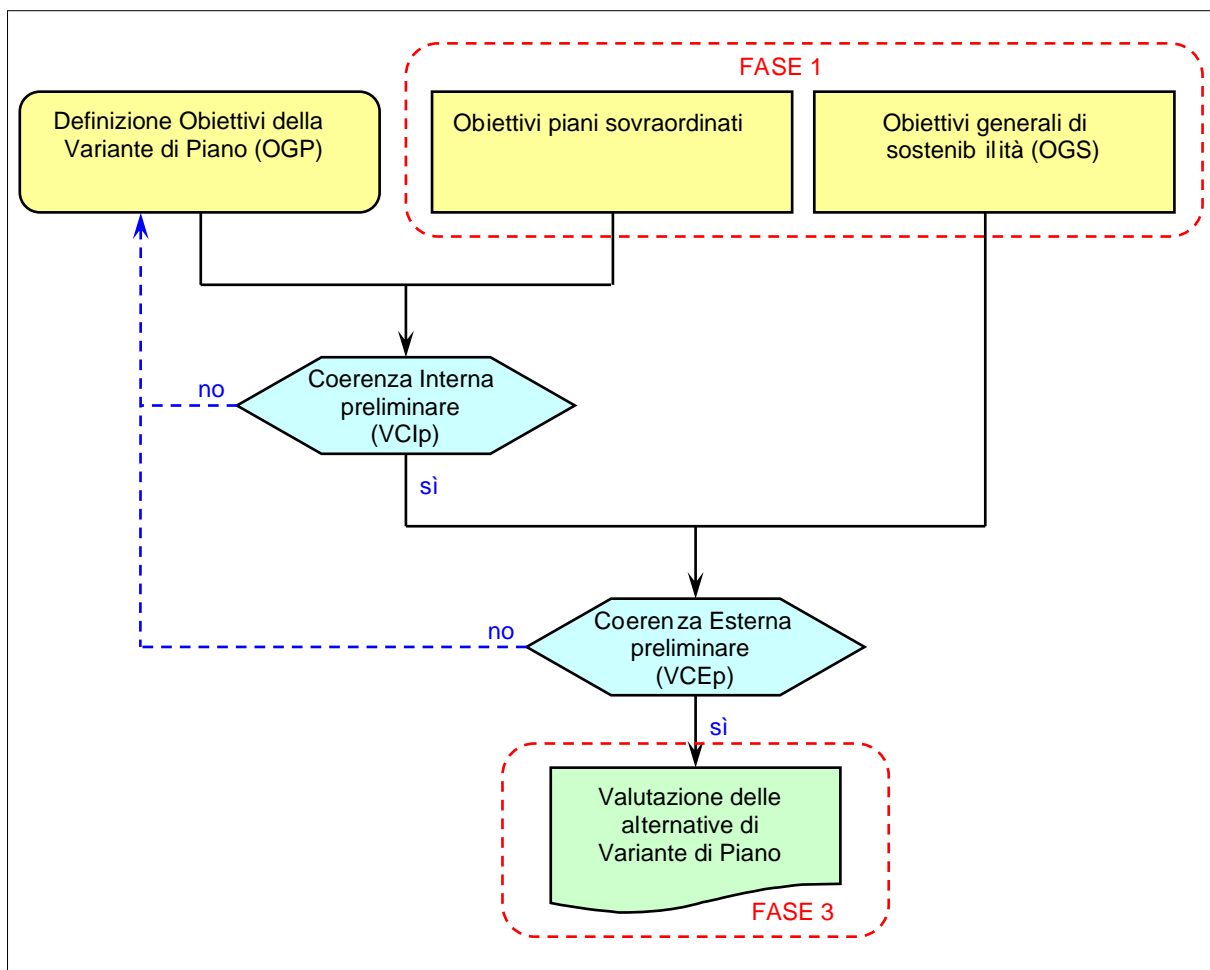 FASE 1
Definizione Obiettivi della
Variante di Piano (OGP)
Obiettivi piani sovraordinati
Obiettivi generali di
sostenib ilità (OGS)
Coerenza Interna
preliminare
(VCIp)
no
sì
Coerenza Esterna
preliminare
(VCEp)
no
sì
Valutazione delle
alternative di
Variante di Piano
FASE 3